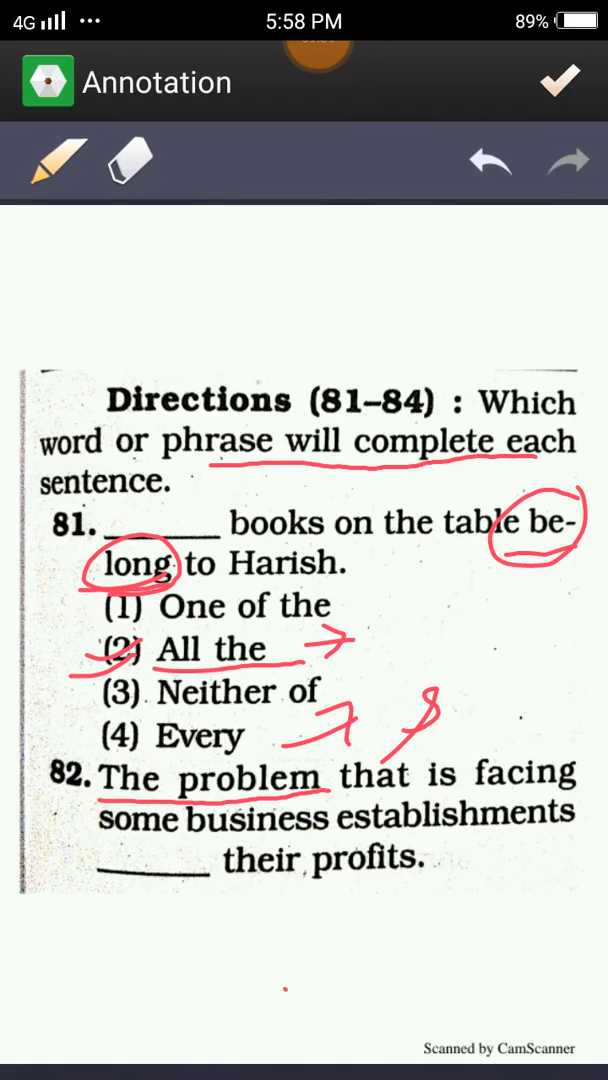 4G 5:58 PM 89%
Annotation
Directions (81–84) : Which
word or phrase will complete each
sentence.
81. ______ books on the table be-
long to Harish.
(1) One of the
(2) All the
(3) Neither of
(4) Every
82. The problem that is facing
some business establishments
______ their profits.
Scanned by CamScanner